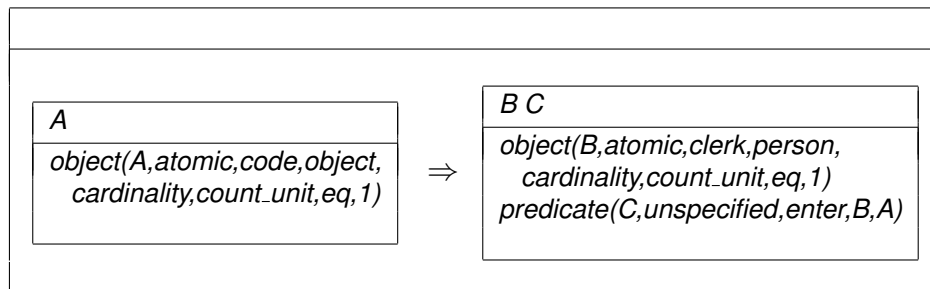 A
object(A,atomic,code,object,
cardinality,count_unit,eq,1)
⇒
B C
object(B,atomic,clerk,person,
cardinality,count_unit,eq,1)
predicate(C,unspecified,enter,B,A)